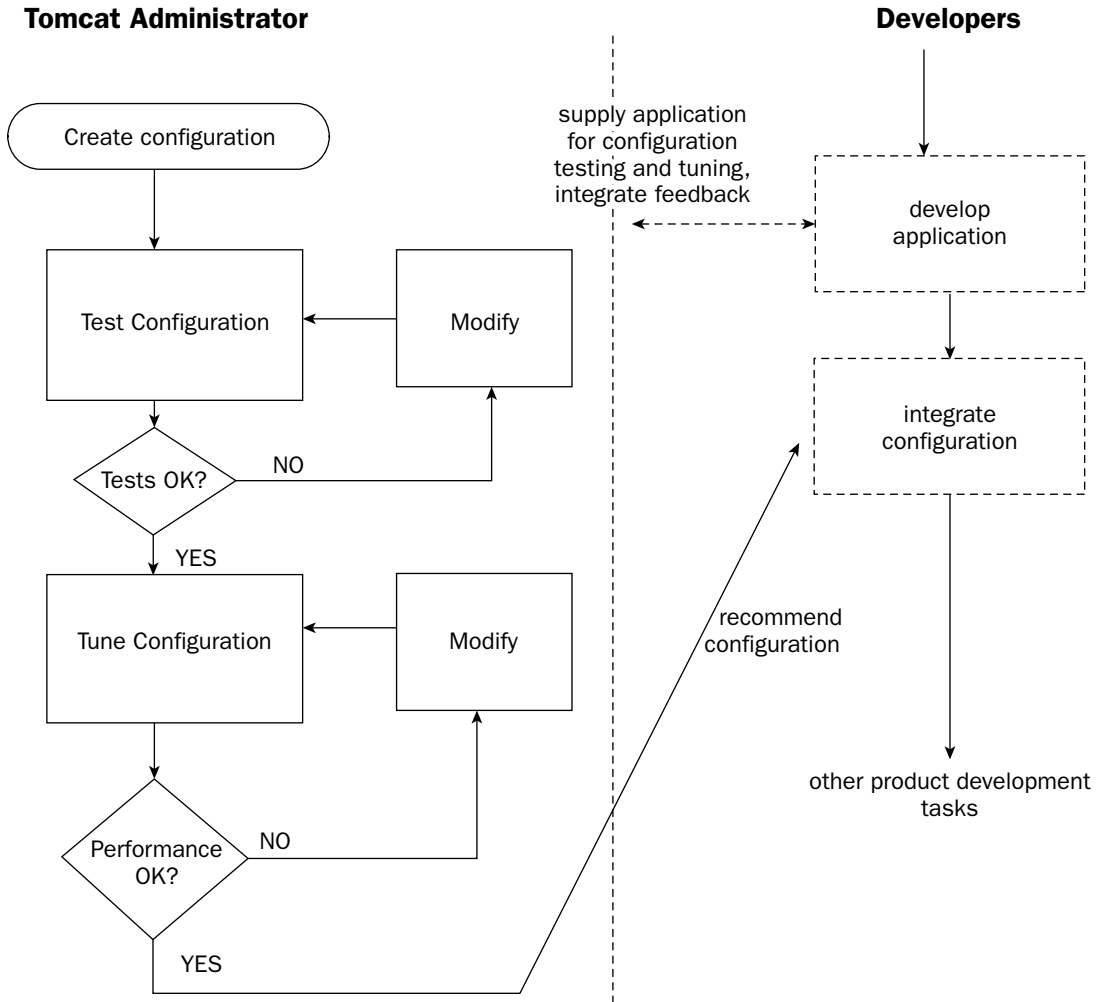 Tomcat Administrator
Developers
Create configuration
supply application
for configuration
testing and tuning,
integrate feedback
develop
application
Test Configuration
Modify
integrate
configuration
Tests OK?
NO
YES
Tune Configuration
Modify
recommend
configuration
other product development
tasks
Performance
OK?
NO
YES